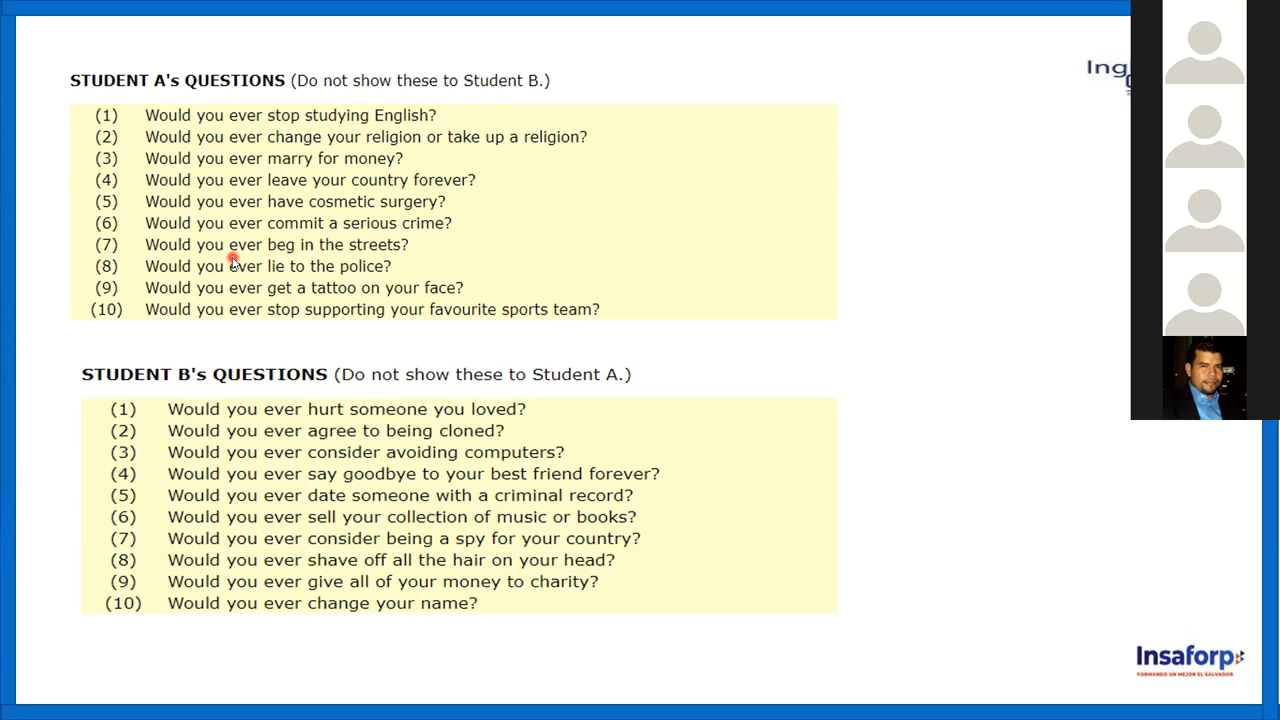 STUDENT A's QUESTIONS (Do not show these to Student B.)
(1) Would you ever stop studying English?
(2) Would you ever change your religion or take up a religion?
(3) Would you ever marry for money?
(4) Would you ever leave your country forever?
(5) Would you ever have cosmetic surgery?
(6) Would you ever commit a serious crime?
(7) Would you ever beg in the streets?
(8) Would you ever lie to the police?
(9) Would you ever get a tattoo on your face?
(10) Would you ever stop supporting your favourite sports team?
Ing
STUDENT B's QUESTIONS (Do not show these to Student A.)
(1) Would you ever hurt someone you loved?
(2) Would you ever agree to being cloned?
(3) Would you ever consider avoiding computers?
(4) Would you ever say goodbye to your best friend forever?
(5) Would you ever date someone with a criminal record?
(6) Would you ever sell your collection of music or books?
(7) Would you ever consider being a spy for your country?
(8) Would you ever shave off all the hair on your head?
(9) Would you ever give all of your money to charity?
(10) Would you ever change your name?
Insaforp
FORMANDO UN MEJOR EL SALVADOR